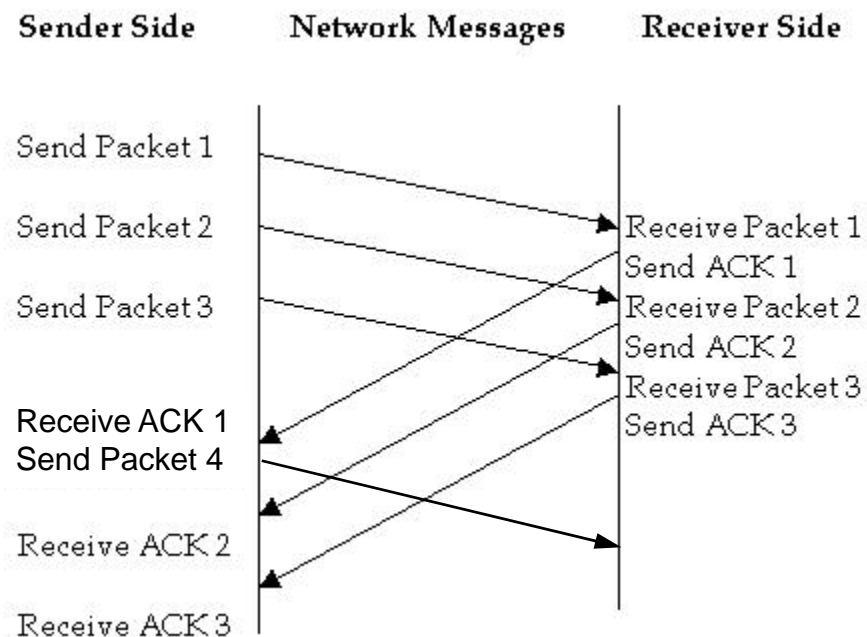 Sender Side
Network Messages
Receiver Side
Send Packet 1
Send Packet 2
Send Packet 3
Receive ACK 1
Send Packet 4
Receive ACK 2
Receive ACK 3
Receive Packet 1
Send ACK 1
Receive Packet 2
Send ACK 2
Receive Packet 3
Send ACK 3